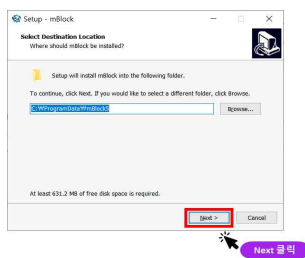 Setup - mBlock
Select Destination Location
Where should mBlock be installed?
Setup will install mBlock into the following folder.
To continue, click Next. If you would like to select a different folder, click Browse.
C:₩ProgramData₩mBlock5
Browse...
At least 631.2 MB of free disk space is required.
Next >
Cancel
Next 클릭